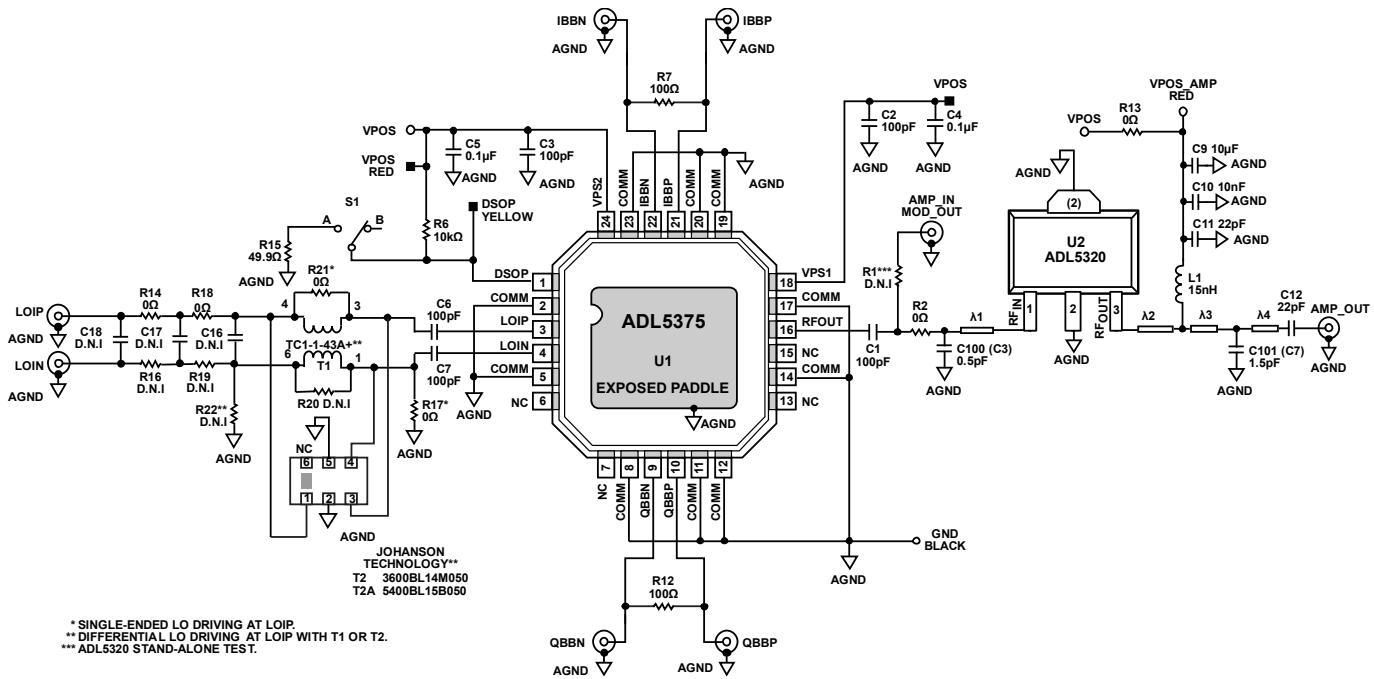 IBBN
IBBP
AGND
AGND
R7
100Ω
VPOS
VPOS
RED
C5
0.1µF
C3
100pF
AGND
AGND
S1
A
B
R6
10kΩ
DSOP
YELLOW
R15
49.9Ω
AGND
VPS2
COMM
IBBN
IBBP
COMM
COMM
24
23
22
21
20
19
AGND
VPOS
C2
100pF
C4
0.1µF
AGND
AGND
AMP_IN
MOD_OUT
AGND
R1***
D.N.I
VPOS
R13
0Ω
VPOS_AMP
RED
C9 10µF
AGND
C10 10nF
AGND
C11 22pF
AGND
L1
15nH
AGND
(2)
U2
ADL5320
RFIN
1
2
RFOUT
3
AGND
LOIP
AGND
LOIN
AGND
R14
0Ω
R18
0Ω
C18
D.N.I
C17
D.N.I
C16
D.N.I
R16
D.N.I
R19
D.N.I
R22**
D.N.I
AGND
R21*
0Ω
4
3
TC1-1-43A+**
T1
6
1
R20 D.N.I
C6
100pF
C7
100pF
R17*
0Ω
AGND
NC
6
5
4
1
2
3
AGND
DSOP
1
COMM
2
LOIP
3
LOIN
4
COMM
5
NC
6
AGND
ADL5375
U1
EXPOSED PADDLE
AGND
18
VPS1
17
COMM
16
RFOUT
15
NC
14
COMM
13
NC
C1
100pF
R2
0Ω
λ1
C100 (C3)
0.5pF
AGND
λ2
λ3
λ4
C12
22pF
AMP_OUT
C101 (C7)
1.5pF
AGND
AGND
7
8
9
10
11
12
NC
COMM
QBBN
QBBP
COMM
COMM
GND
BLACK
AGND
JOHANSON
TECHNOLOGY**
T2 3600BL14M050
T2A 5400BL15B050
R12
100Ω
QBBN
QBBP
AGND
AGND
* SINGLE-ENDED LO DRIVING AT LOIP.
** DIFFERENTIAL LO DRIVING AT LOIP WITH T1 OR T2.
*** ADL5320 STAND-ALONE TEST.